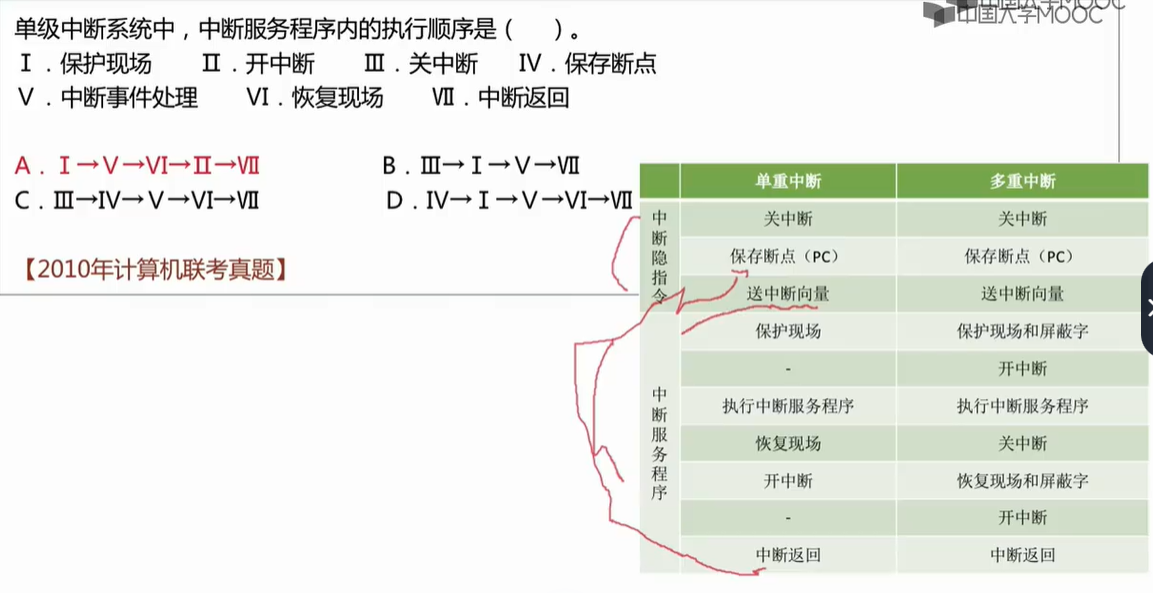 中国大学MOOC
中国大学MOOC
单级中断系统中，中断服务程序内的执行顺序是（ ）。
Ⅰ．保护现场 Ⅱ．开中断 Ⅲ．关中断 Ⅳ．保存断点
Ⅴ．中断事件处理 Ⅵ．恢复现场 Ⅶ．中断返回
A．Ⅰ→Ⅴ→Ⅵ→Ⅱ→Ⅶ B．Ⅲ→Ⅰ→Ⅴ→Ⅶ
C．Ⅲ→Ⅳ→Ⅴ→Ⅵ→Ⅶ D．Ⅳ→Ⅰ→Ⅴ→Ⅵ→Ⅶ
【2010年计算机联考真题】
单重中断 多重中断
中断隐指令
关中断 关中断
保存断点（PC） 保存断点（PC）
送中断向量 送中断向量
中断服务程序
保护现场 保护现场和屏蔽字
- 开中断
执行中断服务程序 执行中断服务程序
恢复现场 关中断
开中断 恢复现场和屏蔽字
- 开中断
中断返回 中断返回